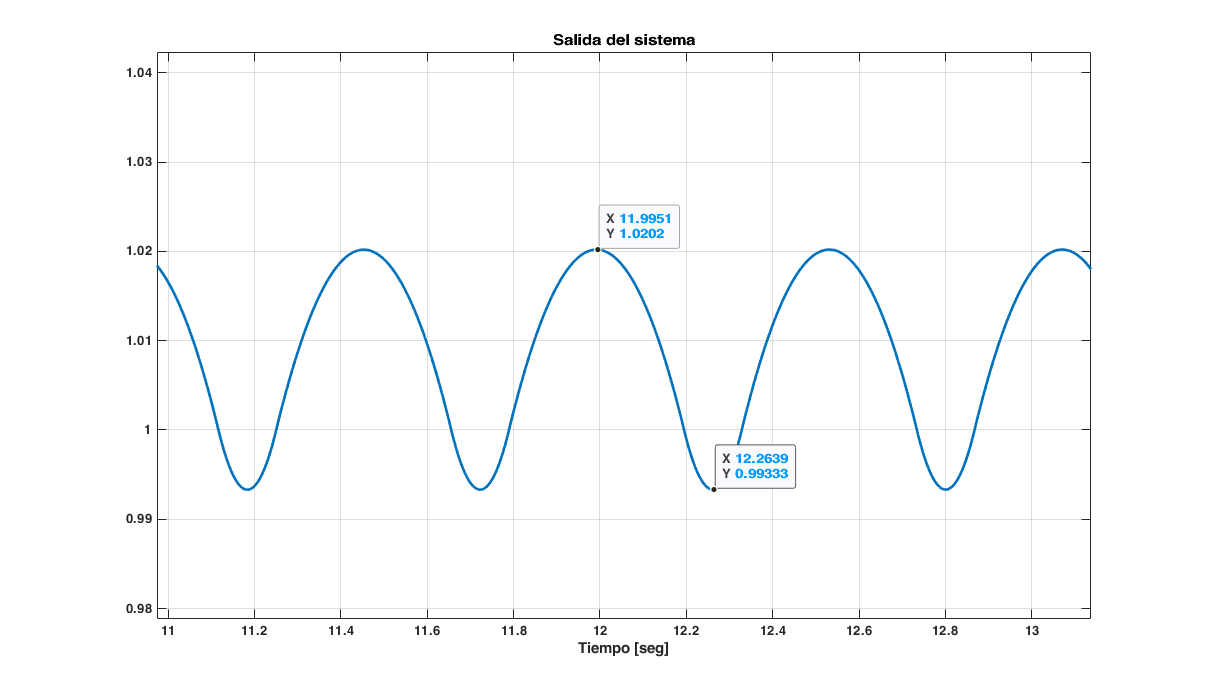 Salida del sistema
1.04
1.03
1.02
1.01
1
0.99
0.98
X 11.9951
Y 1.0202
X 12.2639
Y 0.99333
11 11.2 11.4 11.6 11.8 12 12.2 12.4 12.6 12.8 13
Tiempo [seg]